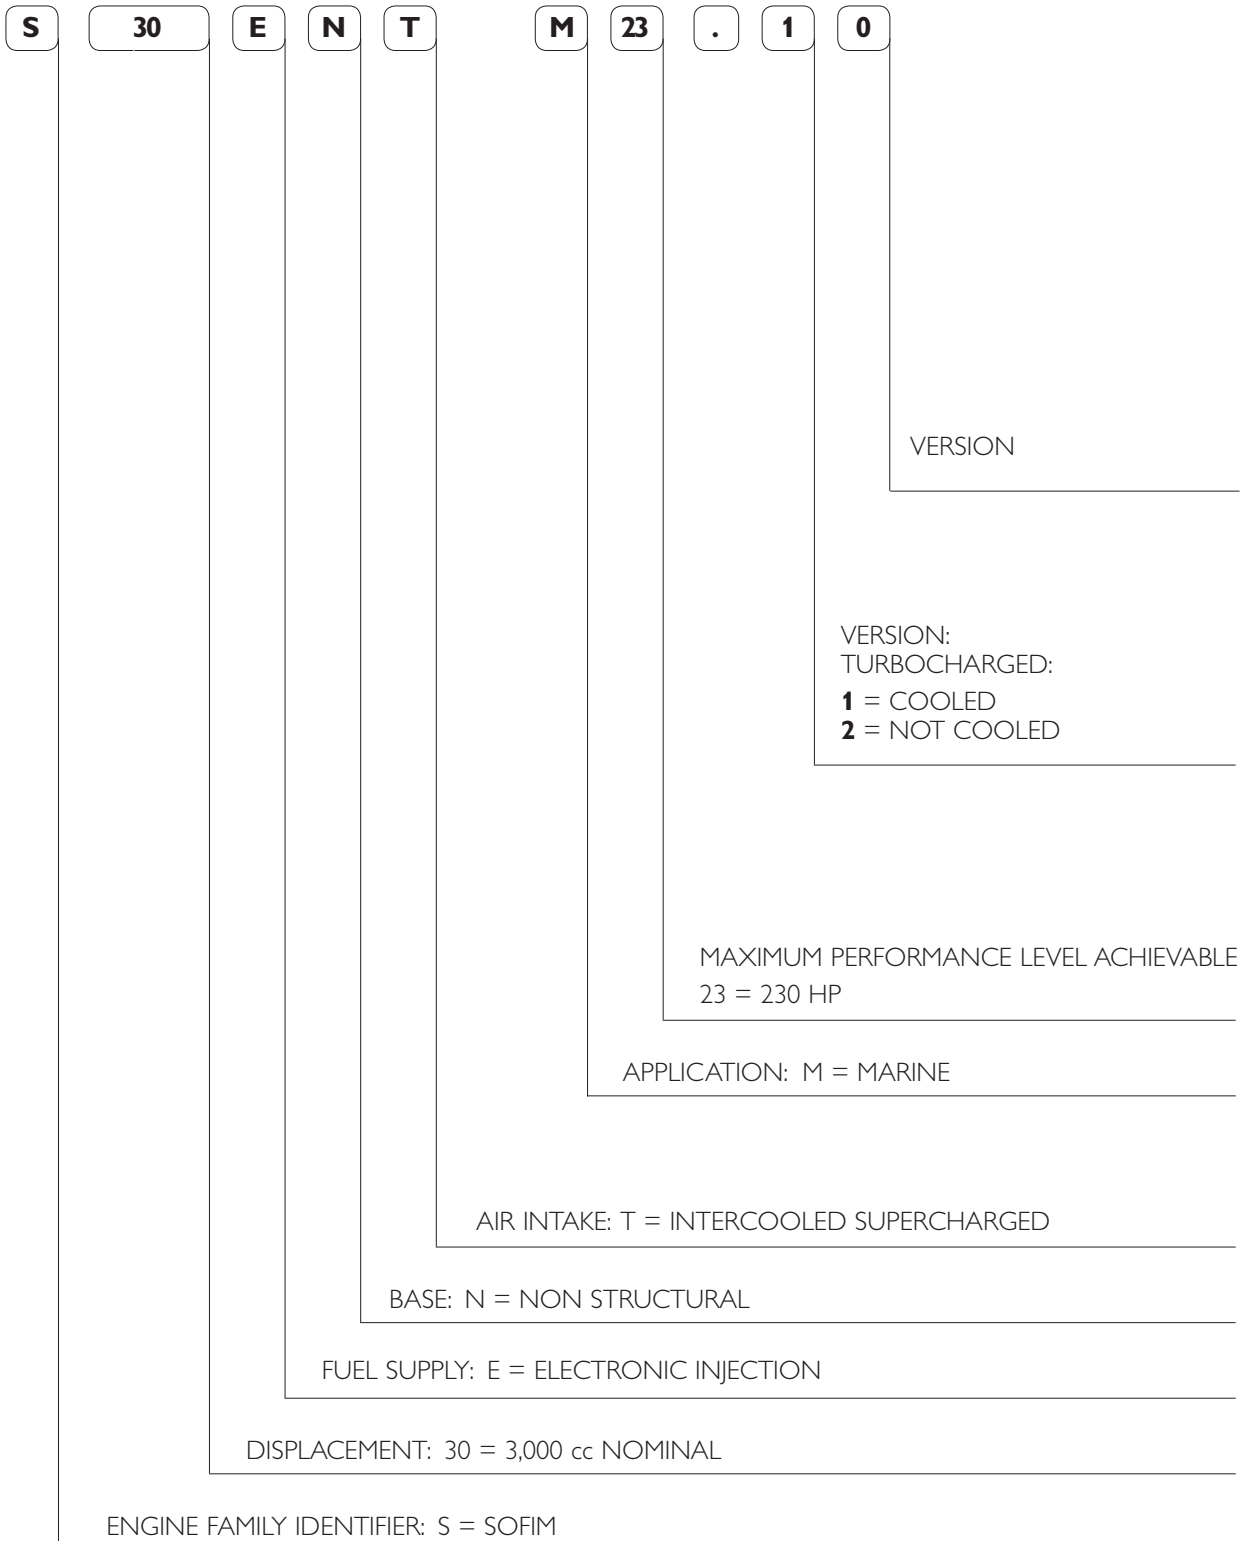 S 30 E N T M 23 . 1 0
VERSION
VERSION:
TURBOCHARGED:
1 = COOLED
2 = NOT COOLED
MAXIMUM PERFORMANCE LEVEL ACHIEVABLE
23 = 230 HP
APPLICATION: M = MARINE
AIR INTAKE: T = INTERCOOLED SUPERCHARGED
BASE: N = NON STRUCTURAL
FUEL SUPPLY: E = ELECTRONIC INJECTION
DISPLACEMENT: 30 = 3,000 cc NOMINAL
ENGINE FAMILY IDENTIFIER: S = SOFIM